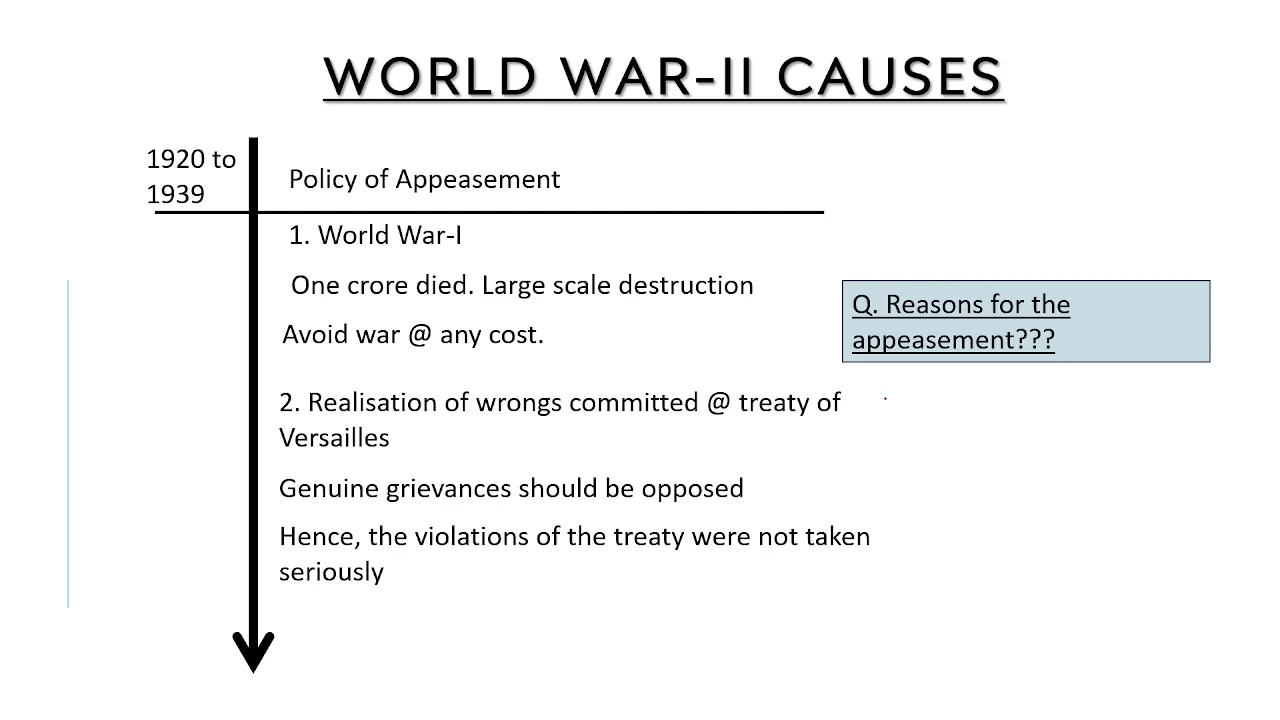 WORLD WAR-II CAUSES
1920 to
1939
Policy of Appeasement
1. World War-I
One crore died. Large scale destruction
Avoid war @ any cost.
Q. Reasons for the
appeasement???
2. Realisation of wrongs committed @ treaty of
Versailles
Genuine grievances should be opposed
Hence, the violations of the treaty were not taken
seriously